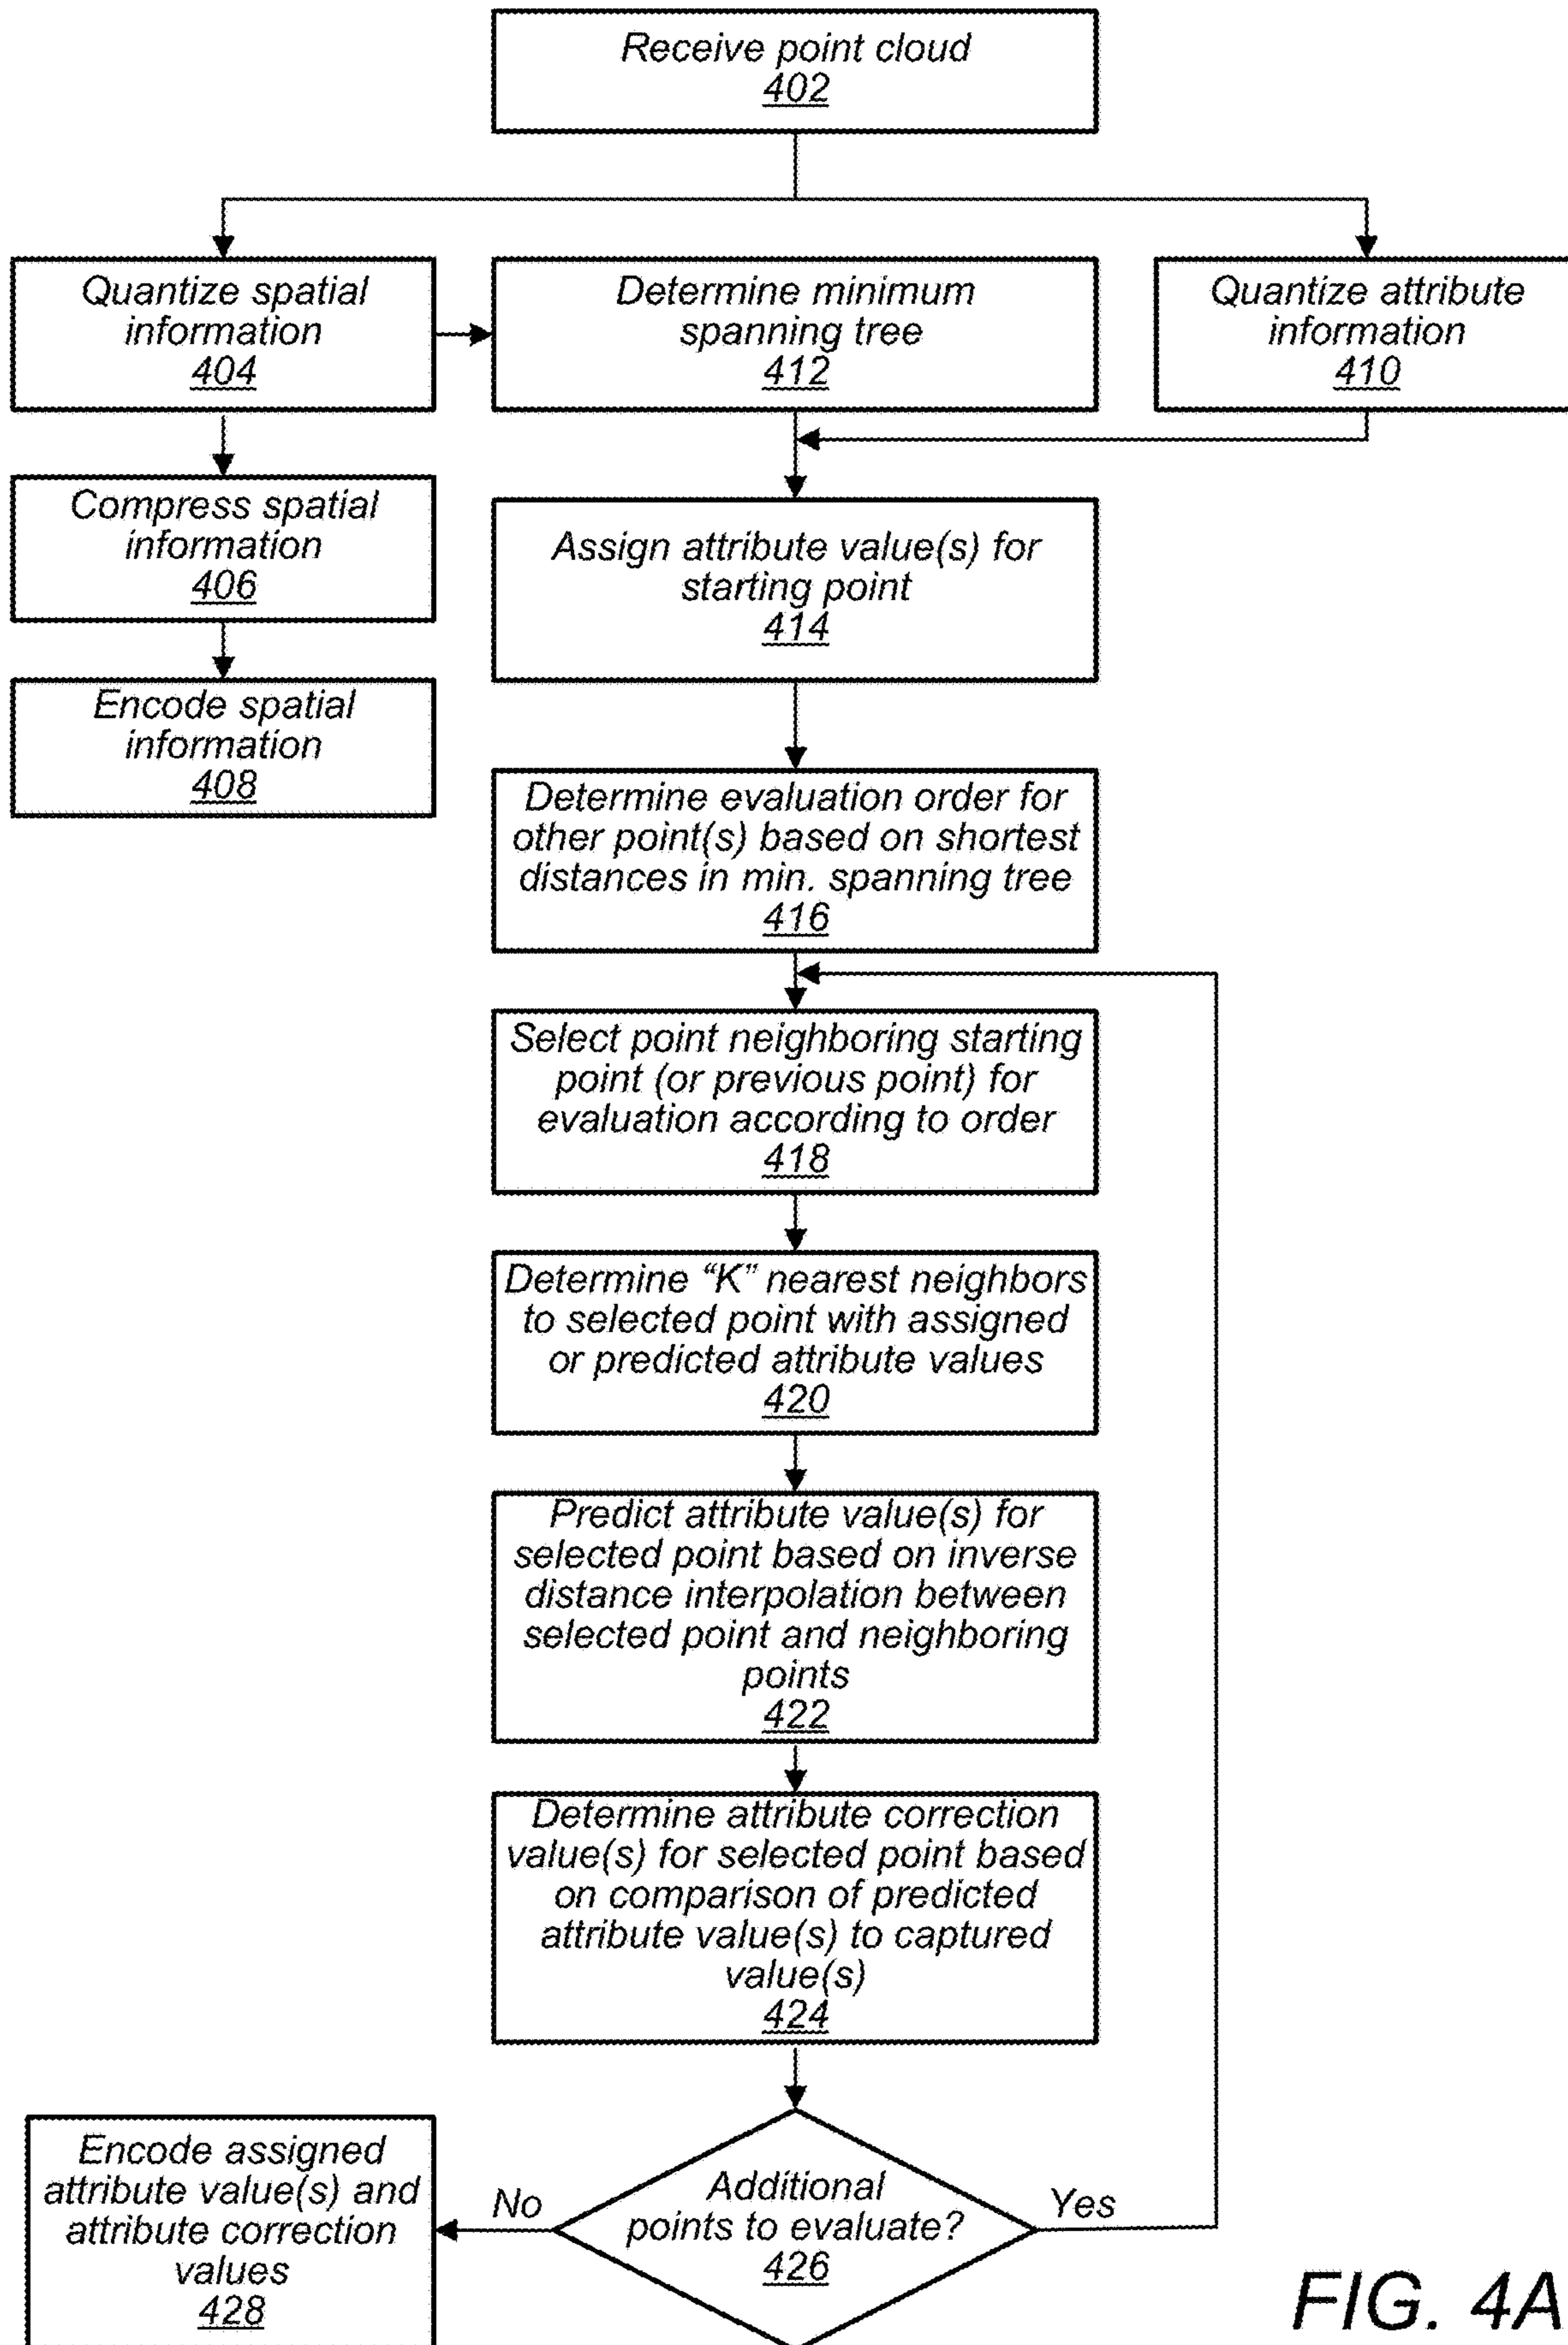 Receive point cloud
402
Quantize spatial
information
404
Determine minimum
spanning tree
412
Quantize attribute
information
410
Compress spatial
information
406
Assign attribute value(s) for
starting point
414
Encode spatial
information
408
Determine evaluation order for
other point(s) based on shortest
distances in min. spanning tree
416
Select point neighboring starting
point (or previous point) for
evaluation according to order
418
Determine “K” nearest neighbors
to selected point with assigned
or predicted attribute values
420
Predict attribute value(s) for
selected point based on inverse
distance interpolation between
selected point and neighboring
points
422
Determine attribute correction
value(s) for selected point based
on comparison of predicted
attribute value(s) to captured
value(s)
424
Additional
points to evaluate?
426
Yes
No
Encode assigned
attribute value(s) and
attribute correction
values
428
FIG. 4A